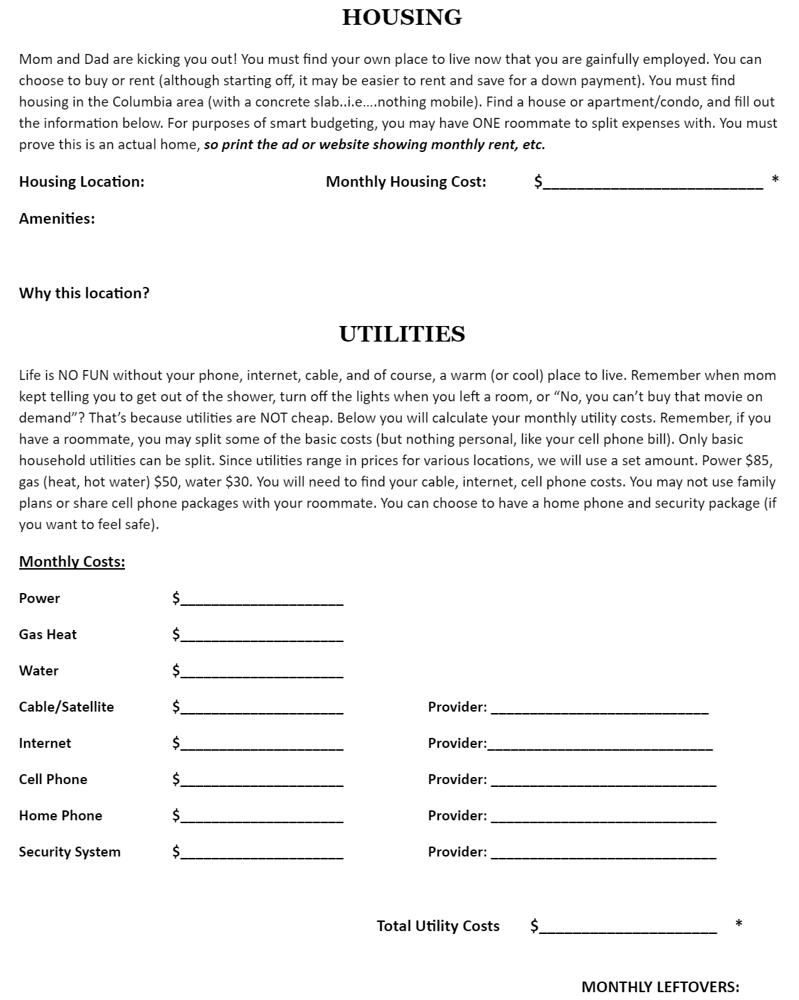 HOUSING
Mom and Dad are kicking you out! You must find your own place to live now that you are gainfully employed. You can
choose to buy or rent (although starting off, it may be easier to rent and save for a down payment). You must find
housing in the Columbia area (with a concrete slab..i.e....nothing mobile). Find a house or apartment/condo, and fill out
the information below. For purposes of smart budgeting, you may have ONE roommate to split expenses with. You must
prove this is an actual home, so print the ad or website showing monthly rent, etc.
Housing Location: Monthly Housing Cost: $__________________________ *
Amenities:
Why this location?
UTILITIES
Life is NO FUN without your phone, internet, cable, and of course, a warm (or cool) place to live. Remember when mom
kept telling you to get out of the shower, turn off the lights when you left a room, or “No, you can’t buy that movie on
demand”? That’s because utilities are NOT cheap. Below you will calculate your monthly utility costs. Remember, if you
have a roommate, you may split some of the basic costs (but nothing personal, like your cell phone bill). Only basic
household utilities can be split. Since utilities range in prices for various locations, we will use a set amount. Power $85,
gas (heat, hot water) $50, water $30. You will need to find your cable, internet, cell phone costs. You may not use family
plans or share cell phone packages with your roommate. You can choose to have a home phone and security package (if
you want to feel safe).
Monthly Costs:
Power $_____________________
Gas Heat $_____________________
Water $_____________________
Cable/Satellite $_____________________ Provider: ____________________________
Internet $_____________________ Provider:_____________________________
Cell Phone $_____________________ Provider: _____________________________
Home Phone $_____________________ Provider: _____________________________
Security System $_____________________ Provider: _____________________________
Total Utility Costs $_____________________ *
MONTHLY LEFTOVERS: